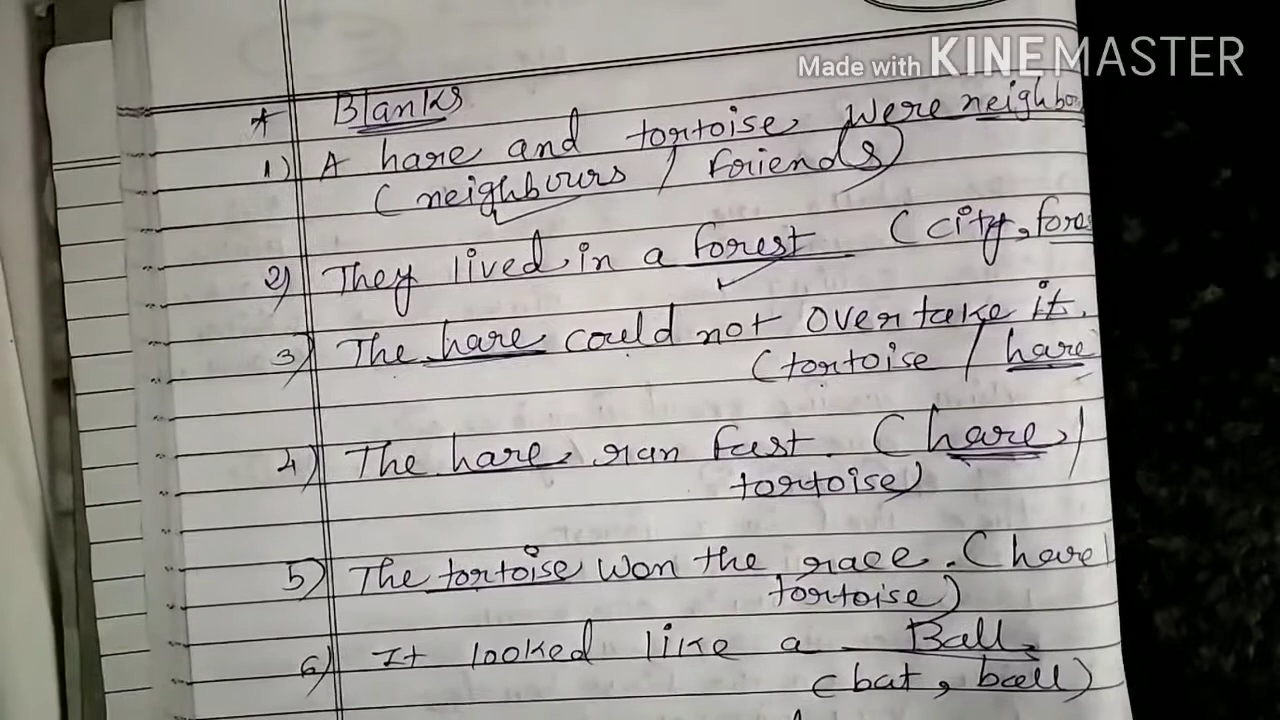 Made with KINEMASTER
* Blanks
1) A hare and tortoise were neighbou
(neighbours / friends)
2) They lived in a forest (city, fores
3) The hare could not overtake it.
(tortoise / hare
4) The hare ran fast. (hare /
tortoise)
5) The tortoise won the race. (hare/
tortoise)
6) It looked like a Ball.
(bat, ball)